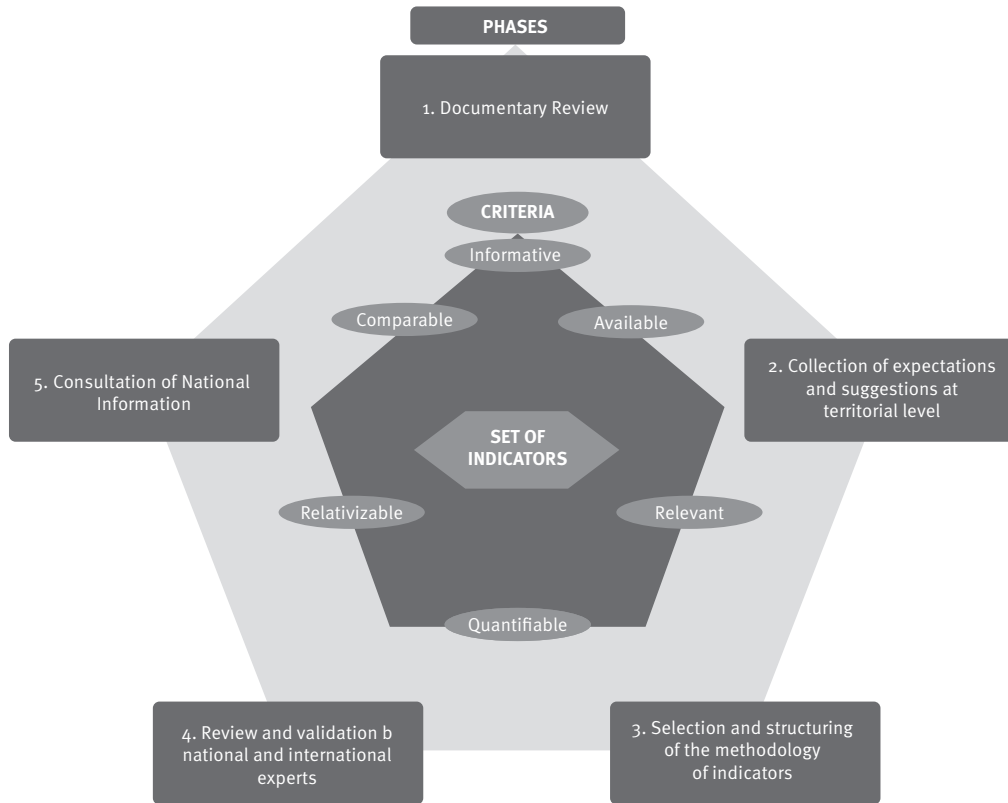 PHASES
1. Documentary Review
CRITERIA
Informative
Comparable
Available
5. Consultation of National
Information
2. Collection of expectations
and suggestions at
territorial level
SET OF
INDICATORS
Relativizable
Relevant
Quantifiable
4. Review and validation b
national and international
experts
3. Selection and structuring
of the methodology
of indicators